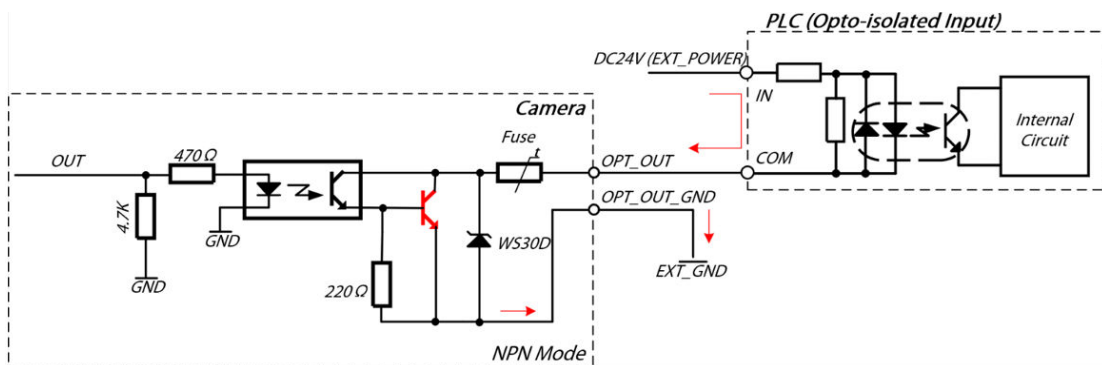 PLC (Opto-isolated Input)
DC24V (EXT_POWER)
IN
Camera
Fuse
t
Internal
Circuit
OUT
470Ω
OPT_OUT
COM
4.7K
OPT_OUT_GND
GND
WS30D
GND
220Ω
EXT_GND
NPN Mode